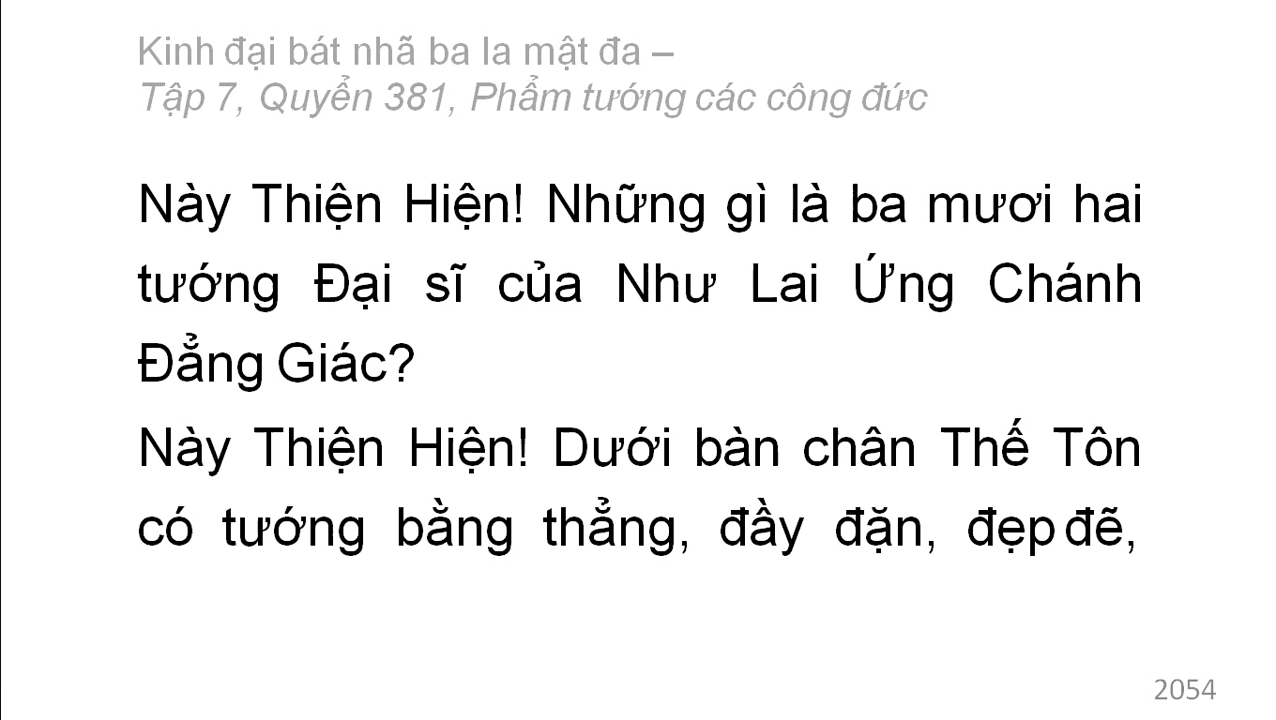 Kinh đại bát nhã ba la mật đa –
Tập 7, Quyển 381, Phẩm tướng các công đức
Này Thiện Hiện! Những gì là ba mươi hai
tướng Đại sĩ của Như Lai Ứng Chánh
Đẳng Giác?
Này Thiện Hiện! Dưới bàn chân Thế Tôn
có tướng bằng thẳng, đầy đặn, đẹp đẽ,
2054